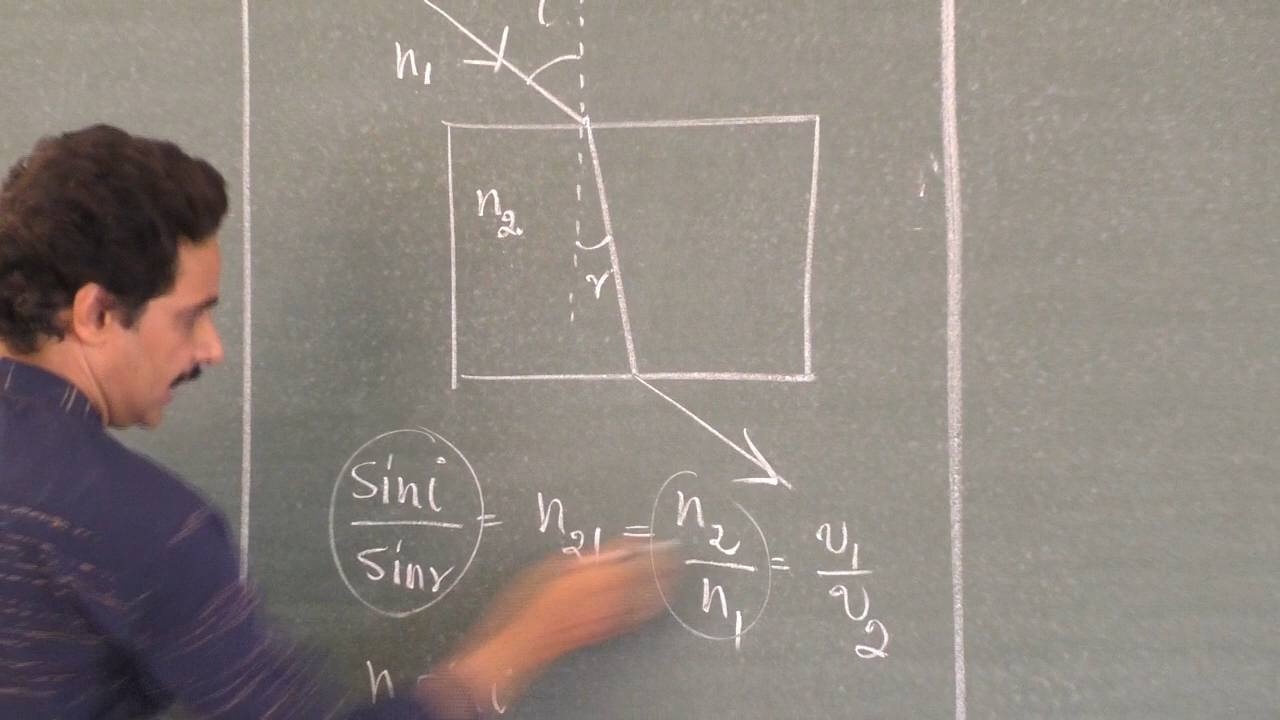 i
n₁
n₂
r
sin i / sin r = n₂₁ = n₂ / n₁ = v₁ / v₂
n